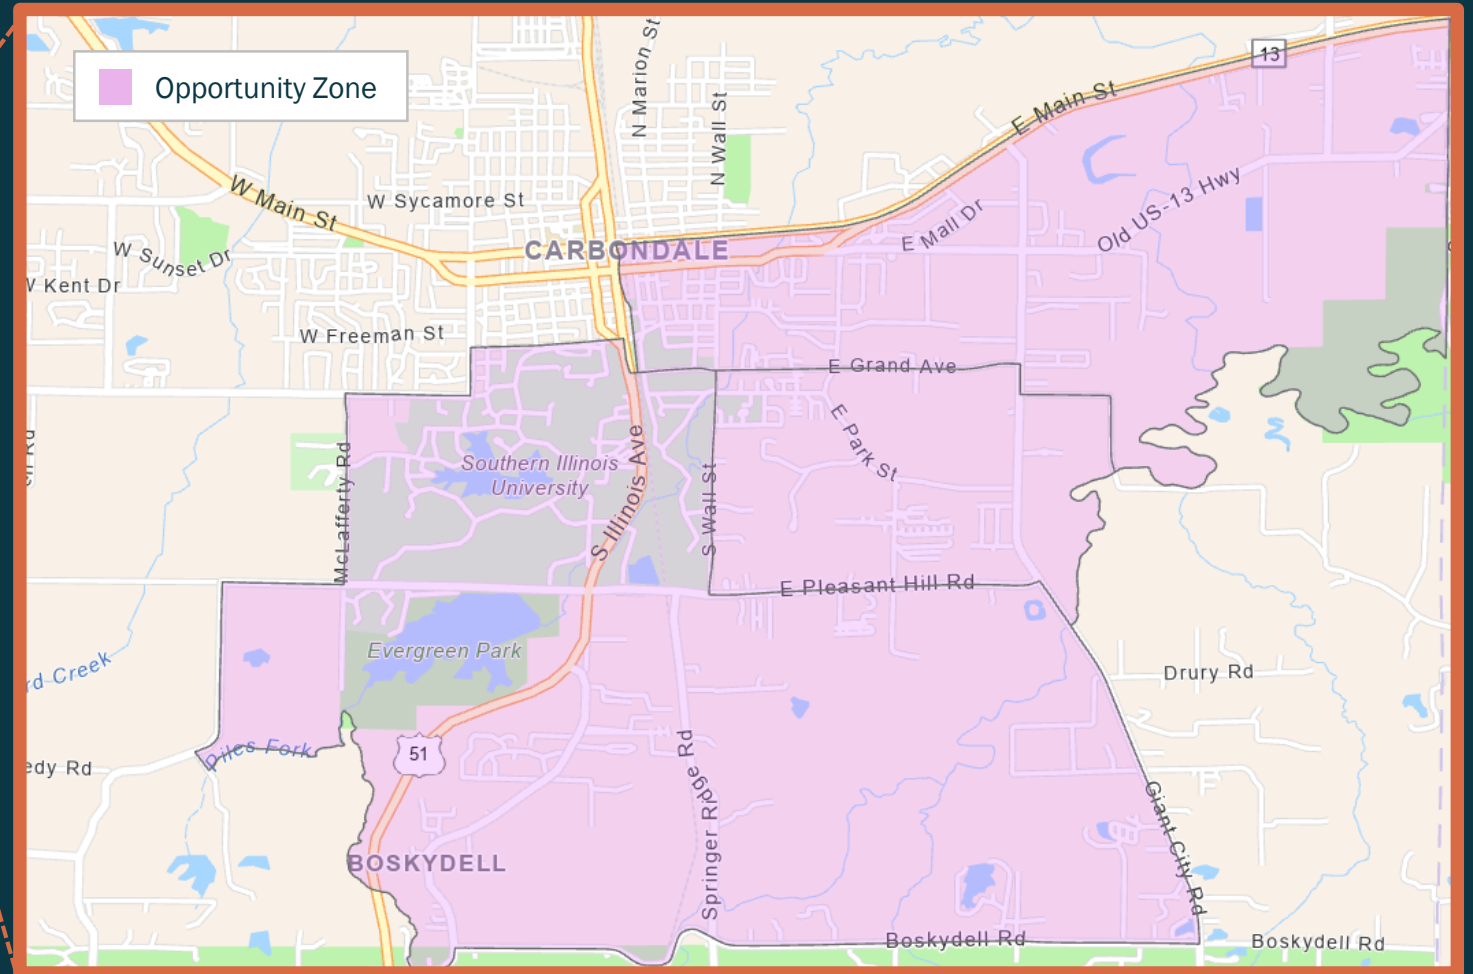 Opportunity Zone
N Marion St
N Wall St
13
E Main St
W Main St
W Sycamore St
W Sunset Dr
CARBONDALE
E Mall Dr
Old US-13 Hwy
W Kent Dr
W Freeman St
E Grand Ave
E Park St
McLafferty Rd
Southern Illinois
University
S Illinois Ave
S Wall St
E Pleasant Hill Rd
Evergreen Park
Creek
Drury Rd
Piles Fork
51
Rd
Springer Ridge Rd
Giant City Rd
BOSKYDELL
Boskydell Rd
Boskydell Rd